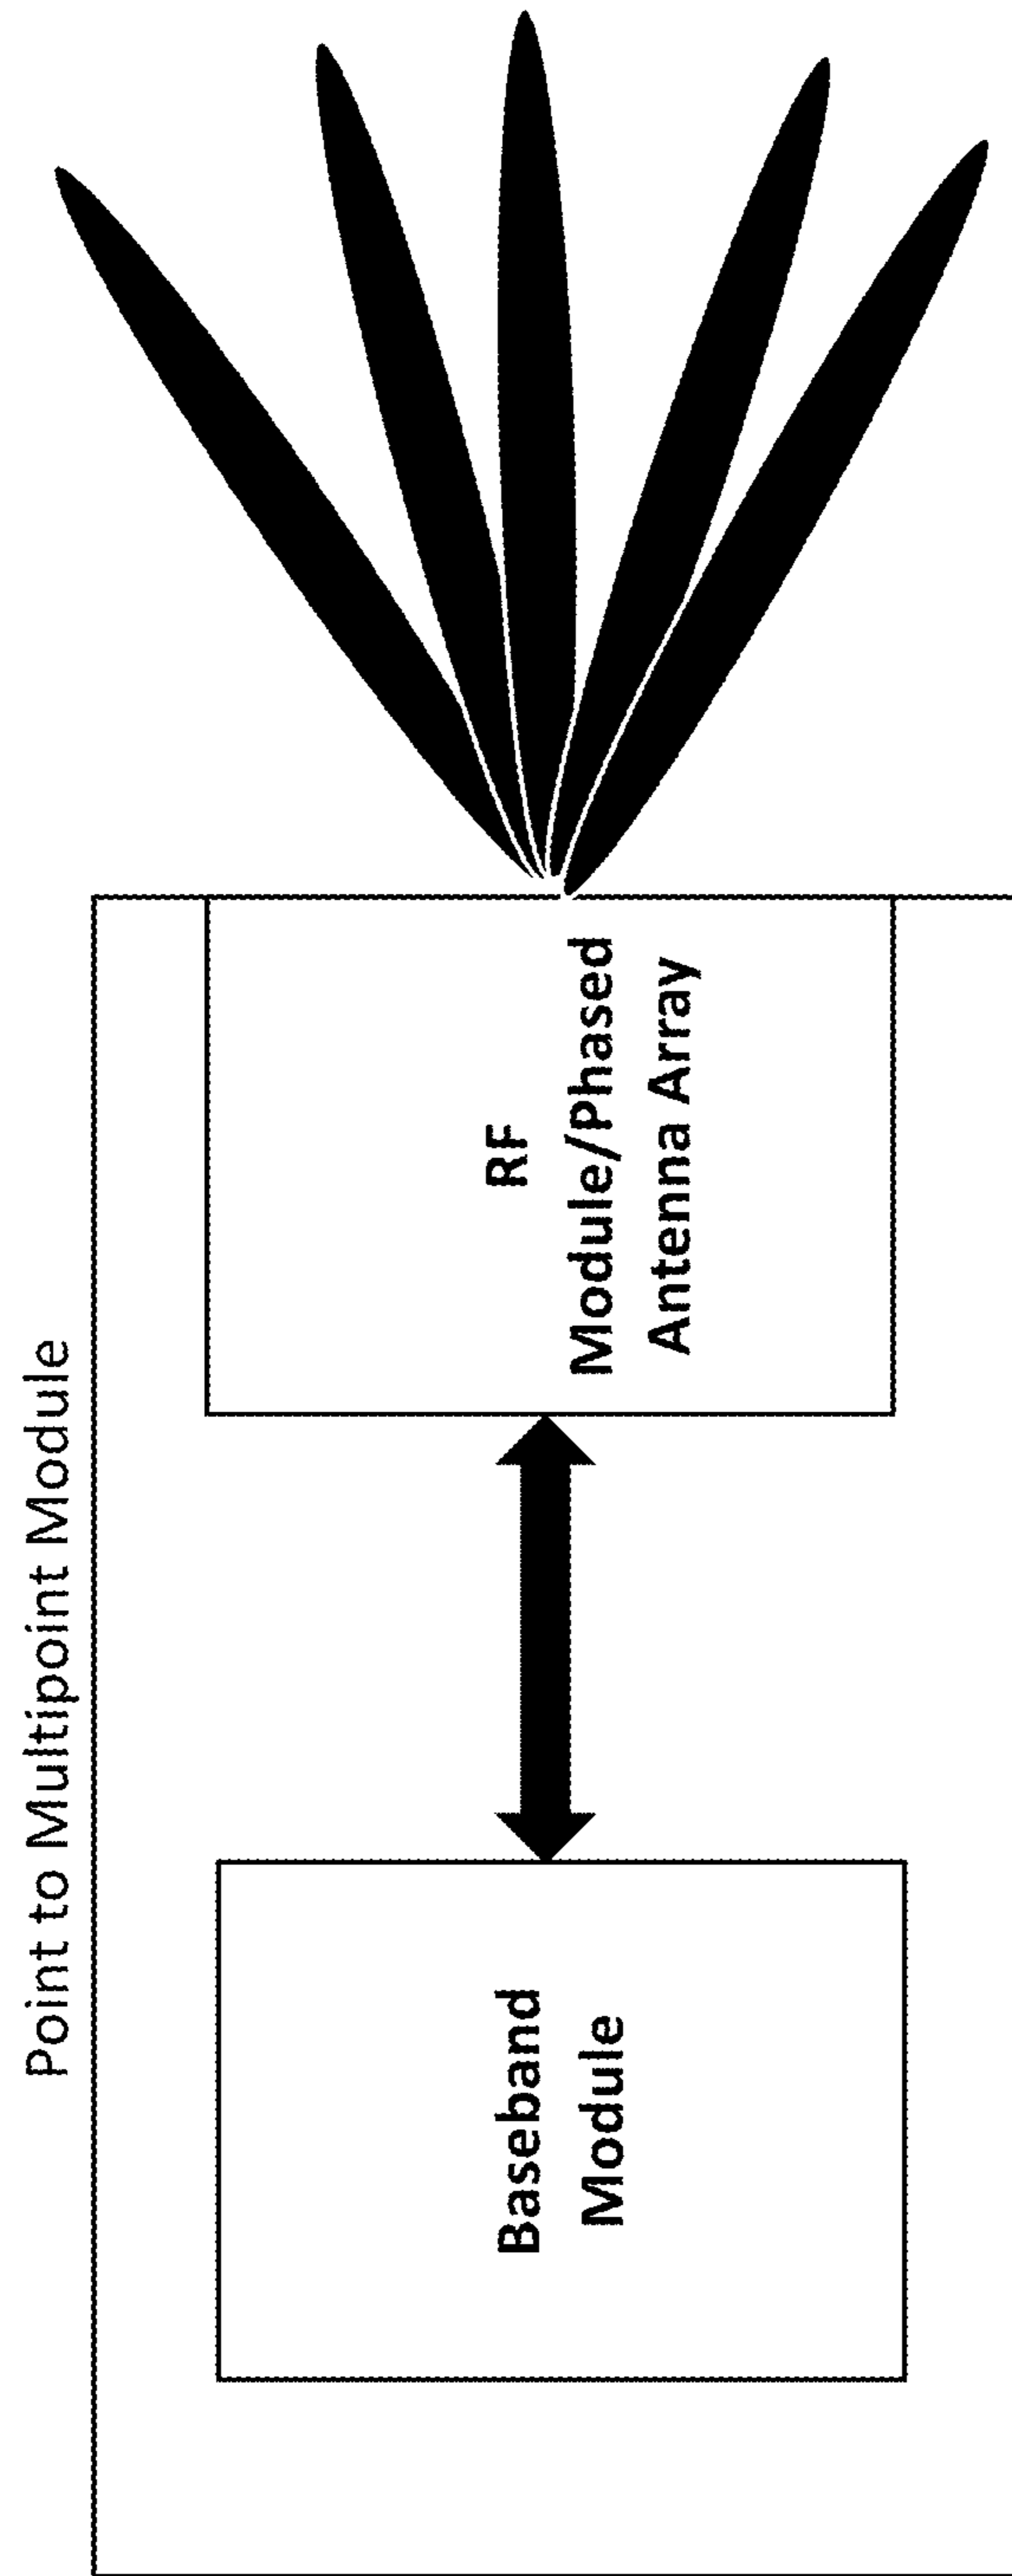 Point to Multipoint Module
Baseband
Module
RF
Module/Phased
Antenna Array